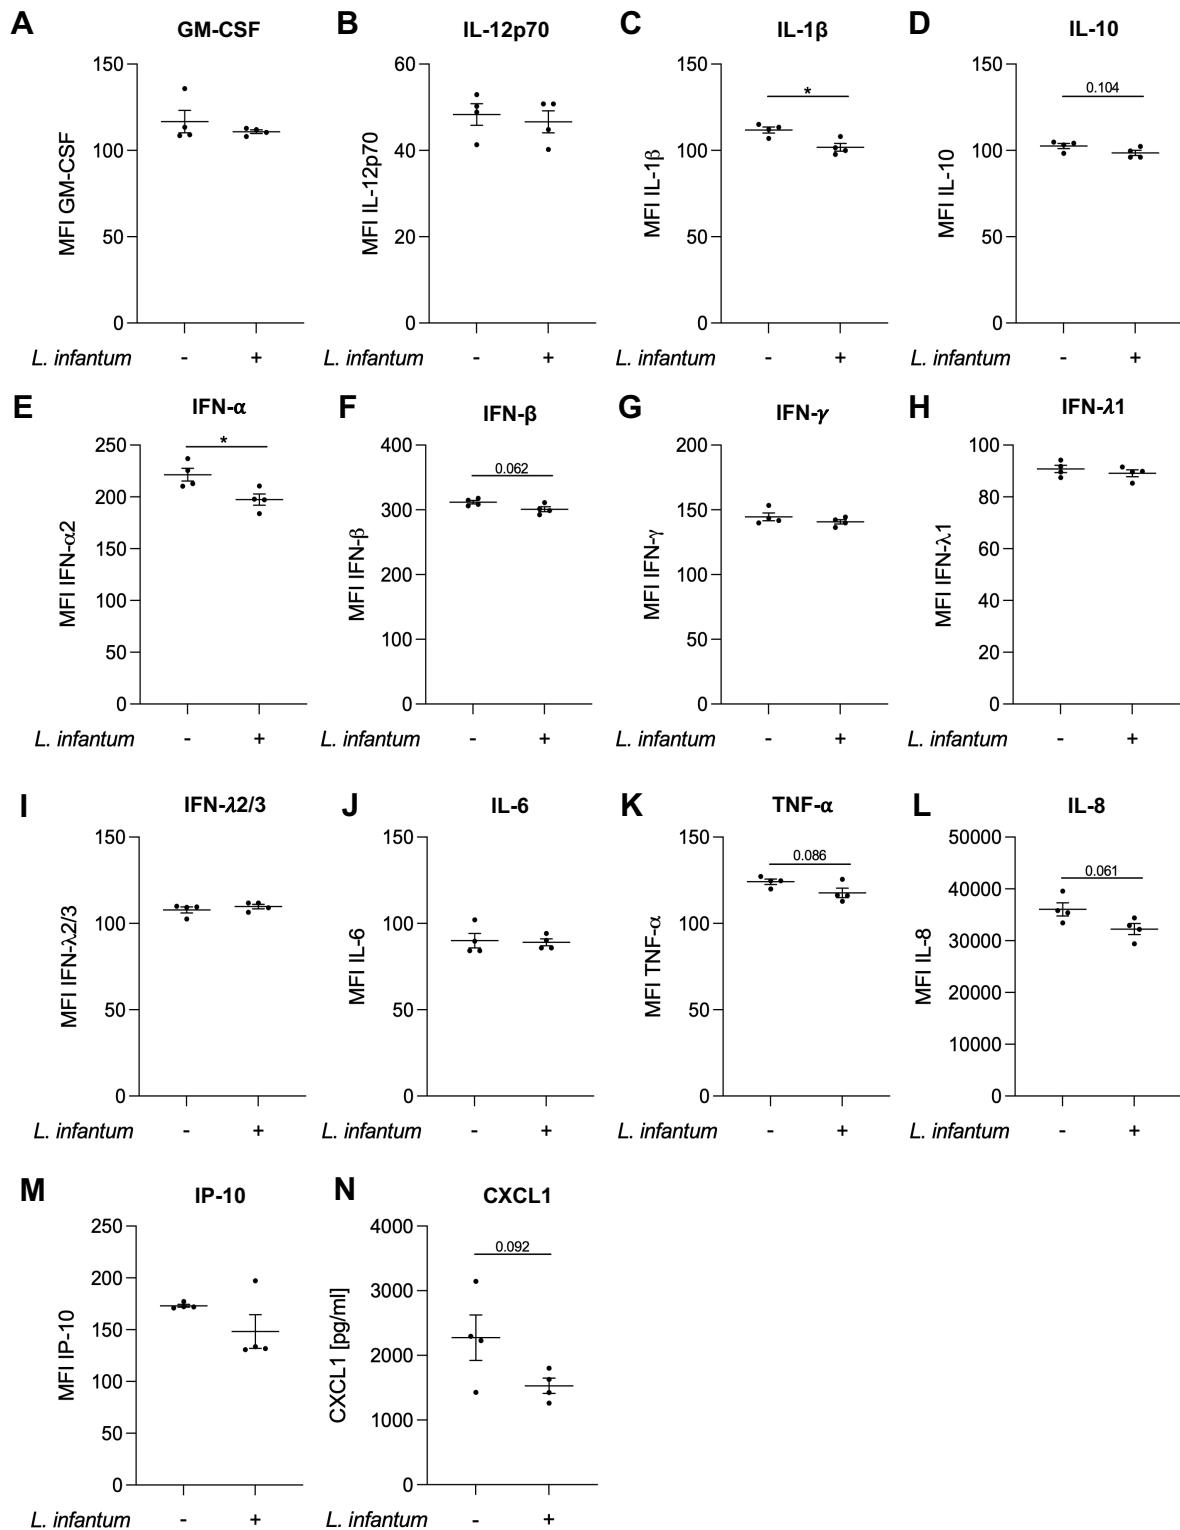 A GM-CSF
MFI GM-CSF
150
100
50
0
L. infantum - +
B IL-12p70
MFI IL-12p70
60
40
20
0
L. infantum - +
C IL-1β
MFI IL-1β
150
100
50
0
*
- +
D IL-10
MFI IL-10
150
100
50
0
0.104
- +
E IFN-α
MFI IFN-α2
250
200
150
100
50
0
*
L. infantum - +
F IFN-β
MFI IFN-β
400
300
200
100
0
0.062
L. infantum - +
G IFN-γ
MFI IFN-γ
200
150
100
50
0
L. infantum - +
H IFN-λ1
MFI IFN-λ1
100
80
60
40
20
0
L. infantum - +
I IFN-λ2/3
MFI IFN-λ2/3
150
100
50
0
L. infantum - +
J IL-6
MFI IL-6
150
100
50
0
L. infantum - +
K TNF-α
MFI TNF-α
150
100
50
0
0.086
L. infantum - +
L IL-8
MFI IL-8
50000
40000
30000
20000
10000
0
0.061
L. infantum - +
M IP-10
MFI IP-10
250
200
150
100
50
0
L. infantum - +
N CXCL1
CXCL1 [pg/ml]
4000
3000
2000
1000
0
0.092
L. infantum - +